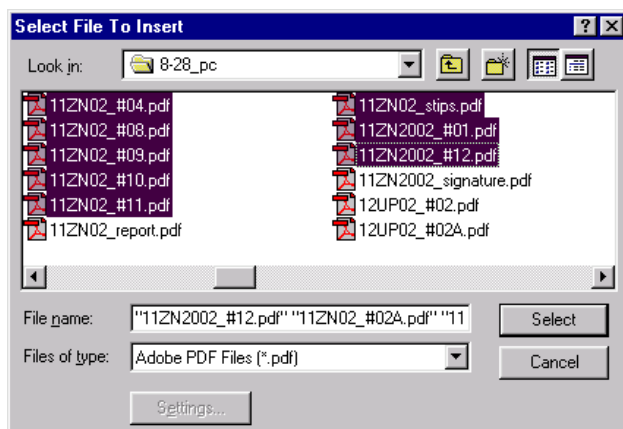 Select File To Insert
Look in: 8-28_pc
11ZN02_#04.pdf
11ZN02_#08.pdf
11ZN02_#09.pdf
11ZN02_#10.pdf
11ZN02_#11.pdf
11ZN02_report.pdf
11ZN02_stips.pdf
11ZN2002_#01.pdf
11ZN2002_#12.pdf
11ZN2002_signature.pdf
12UP02_#02.pdf
12UP02_#02A.pdf
File name: "11ZN2002_#12.pdf" "11ZN02_#02A.pdf" "11 Select
Files of type: Adobe PDF Files (*.pdf) Cancel
Settings...